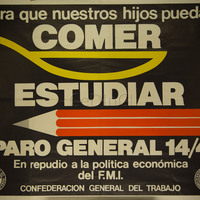 ra que nuestros hijos pueda
COMER
ESTUDIAR
PARO GENERAL 14/4
En repudio a la política económica
del F.M.I.
CONFEDERACION GENERAL DEL TRABAJO